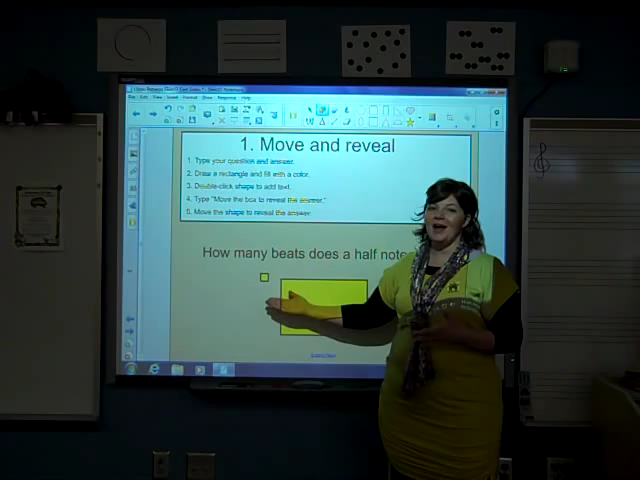 1. Move and reveal
1. Type your question and answer.
2. Draw a rectangle and fill with a color.
3. Double-click shape to add text.
4. Type "Move the box to reveal the answer."
5. Move the shape to reveal the answer.
How many beats does a half note